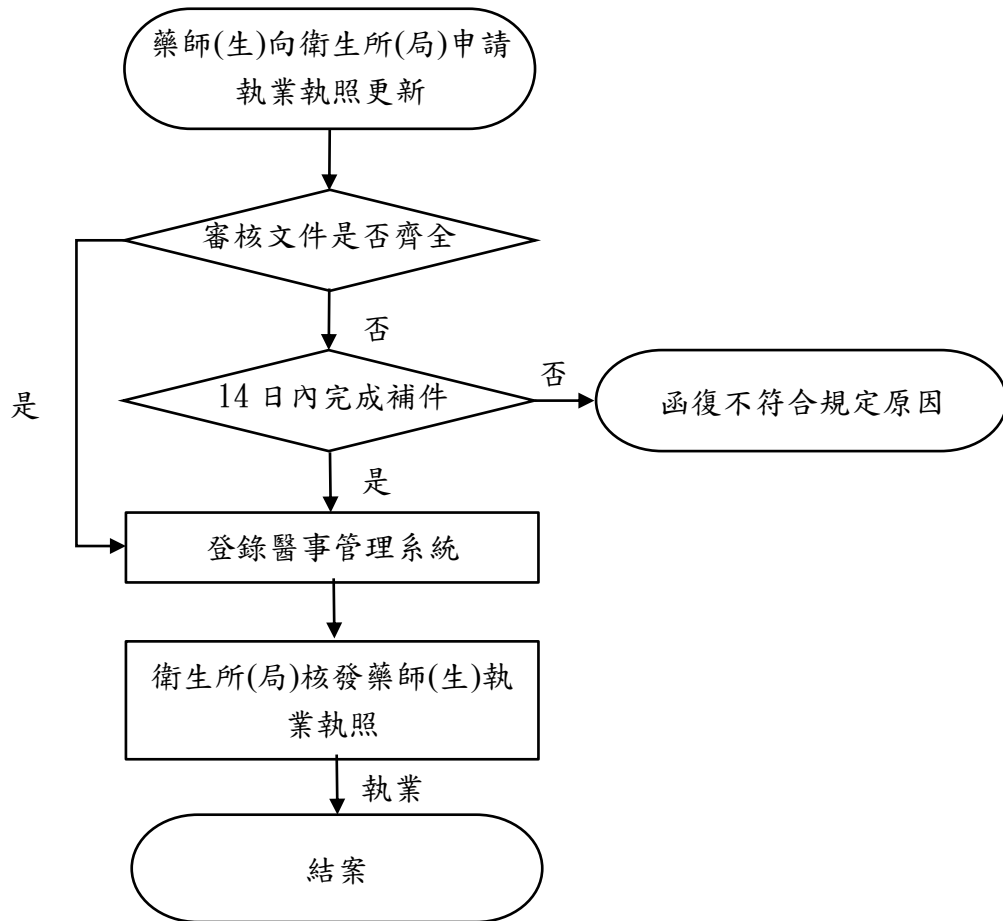 藥師(生)向衛生所(局)申請
執業執照更新
審核文件是否齊全
否
14 日內完成補件
否
函復不符合規定原因
是
是
登錄醫事管理系統
衛生所(局)核發藥師(生)執
業執照
執業
結案